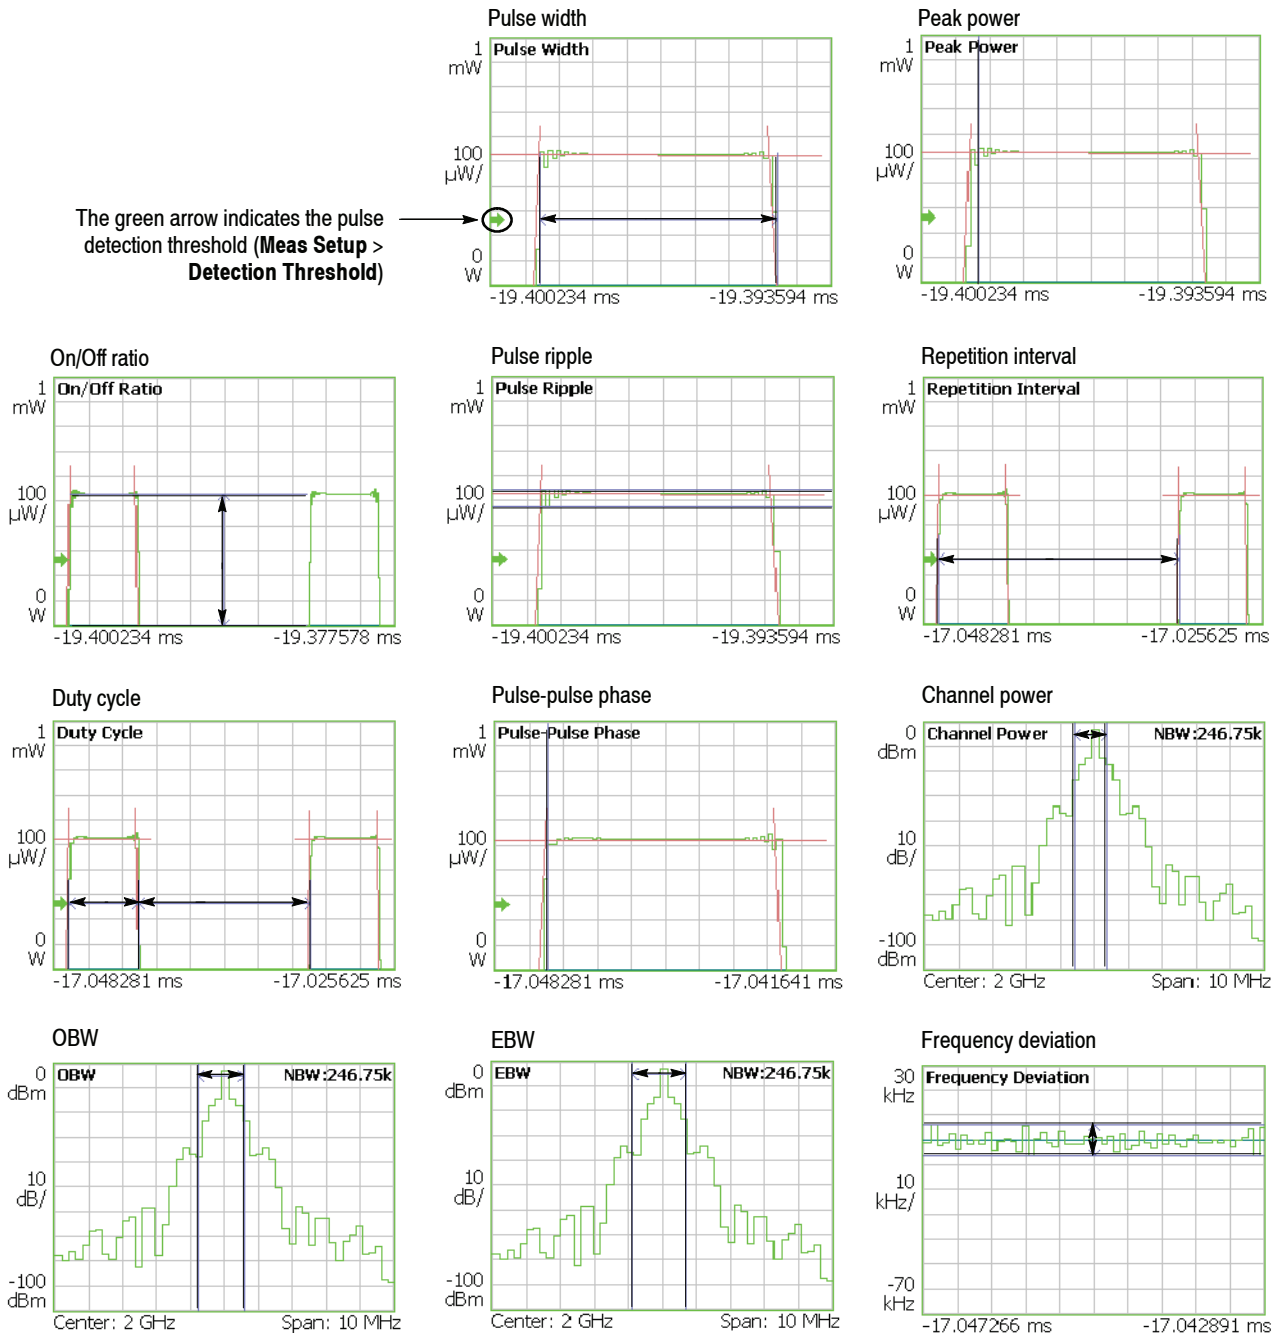 Pulse width
Pulse Width
1
mW
100
µW/
0
W
-19.400234 ms
-19.393594 ms
Peak power
Peak Power
1
mW
100
µW/
0
W
-19.400234 ms
-19.393594 ms
The green arrow indicates the pulse
detection threshold (Meas Setup >
Detection Threshold)
On/Off ratio
On/Off Ratio
1
mW
100
µW/
0
W
-19.400234 ms
-19.377578 ms
Pulse ripple
Pulse Ripple
1
mW
100
µW/
0
W
-19.400234 ms
-19.393594 ms
Repetition interval
Repetition Interval
1
mW
100
µW/
0
W
-17.048281 ms
-17.025625 ms
Duty cycle
Duty Cycle
1
mW
100
µW/
0
W
-17.048281 ms
-17.025625 ms
Pulse-pulse phase
Pulse-Pulse Phase
1
mW
100
µW/
0
W
-17.048281 ms
-17.041641 ms
Channel power
Channel Power
NBW:246.75k
0
dBm
10
dB/
-100
dBm
Center: 2 GHz
Span: 10 MHz
OBW
OBW
NBW:246.75k
0
dBm
10
dB/
-100
dBm
Center: 2 GHz
Span: 10 MHz
EBW
EBW
NBW:246.75k
0
dBm
10
dB/
-100
dBm
Center: 2 GHz
Span: 10 MHz
Frequency deviation
Frequency Deviation
30
kHz
10
kHz/
-70
kHz
-17.047266 ms
-17.042891 ms